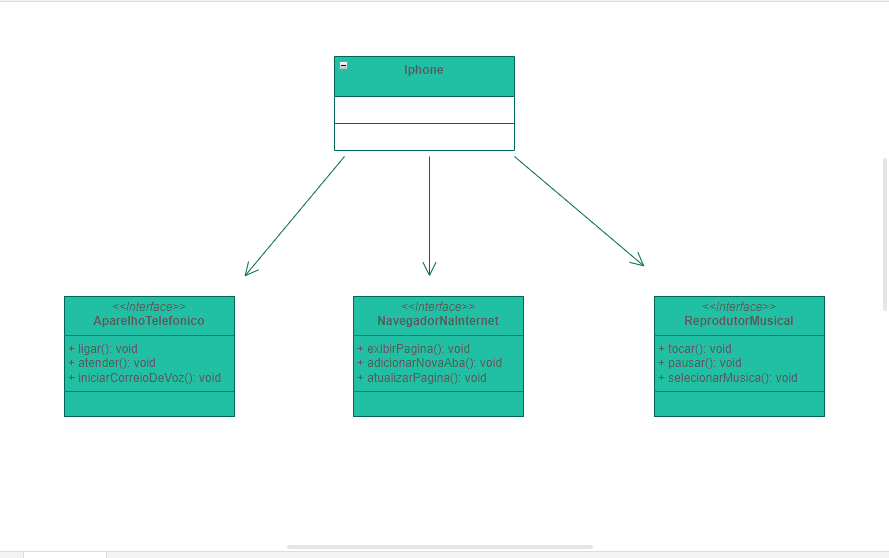 Iphone
<<Interface>>
AparelhoTelefonico
+ ligar(): void
+ atender(): void
+ iniciarCorreioDeVoz(): void
<<Interface>>
NavegadorNaInternet
+ exibirPagina(): void
+ adicionarNovaAba(): void
+ atualizarPagina(): void
<<Interface>>
ReprodutorMusical
+ tocar(): void
+ pausar(): void
+ selecionarMusica(): void